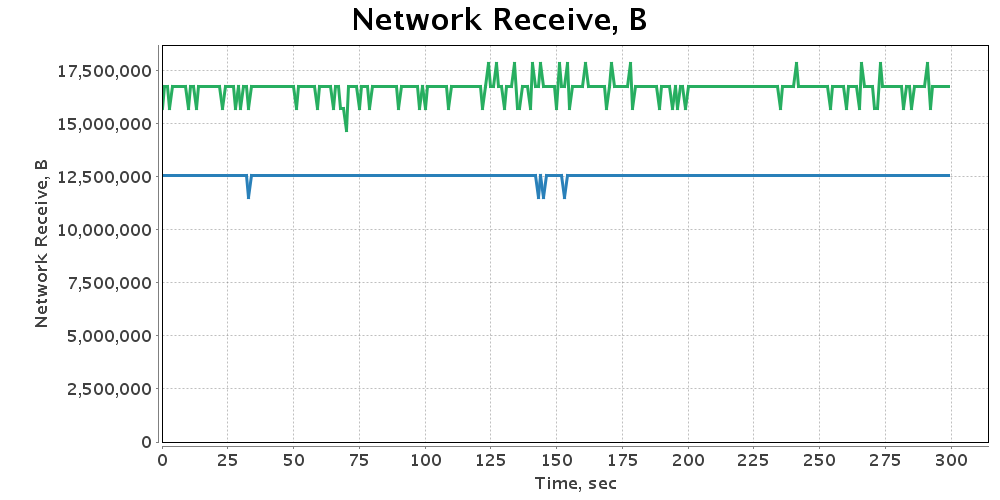 Network Receive, B
Network Receive, B
17,500,000
15,000,000
12,500,000
10,000,000
7,500,000
5,000,000
2,500,000
0
0 25 50 75 100 125 150 175 200 225 250 275 300
Time, sec